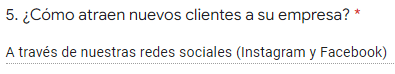 5. ¿Cómo atraen nuevos clientes a su empresa? *
A través de nuestras redes sociales (Instagram y Facebook)